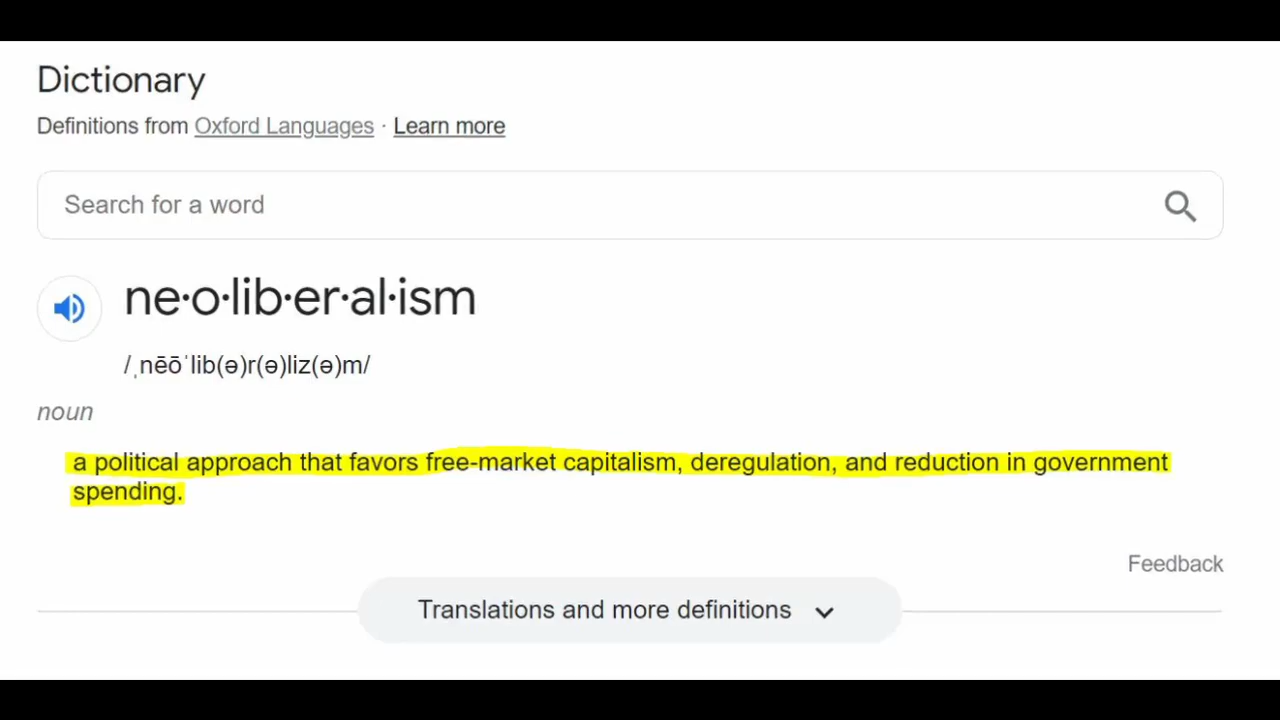 Dictionary
Definitions from Oxford Languages · Learn more
Search for a word
ne·o·lib·er·al·ism
/ˌnēōˈlib(ə)r(ə)liz(ə)m/
noun
a political approach that favors free-market capitalism, deregulation, and reduction in government
spending.
Feedback
Translations and more definitions